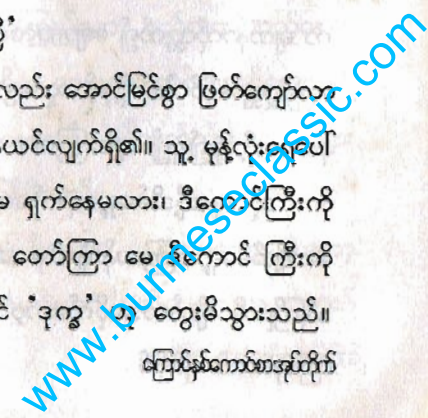 လည်း အောင်မြင်စွာ ဖြတ်ကျော်လာ
ယင်လျက်ရှိ၏။ သူ့ မုန့်လုံးရေပေါ်
ရှက်နေမလား၊ ဒီကောင်ကြီးကို
တော်ကြာ မေ ဒီကောင် ကြီးကို
"ဒုက္ခ" ဟု တွေးမိသွားသည်။
ကြောင်နှစ်ကောင်စာအုပ်တိုက်
www.burmeseclassic.com